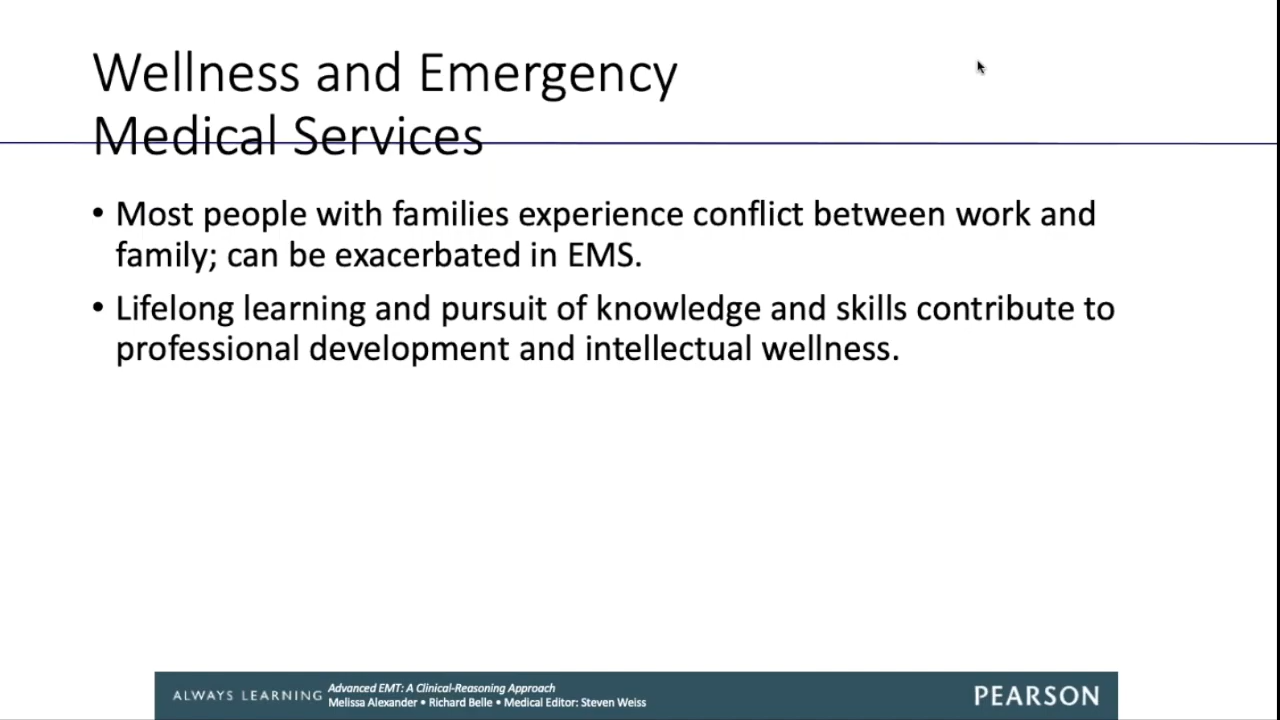 Wellness and Emergency
Medical Services
• Most people with families experience conflict between work and
family; can be exacerbated in EMS.
• Lifelong learning and pursuit of knowledge and skills contribute to
professional development and intellectual wellness.
ALWAYS LEARNING
Advanced EMT: A Clinical-Reasoning Approach
Melissa Alexander • Richard Belle • Medical Editor: Steven Weiss
PEARSON